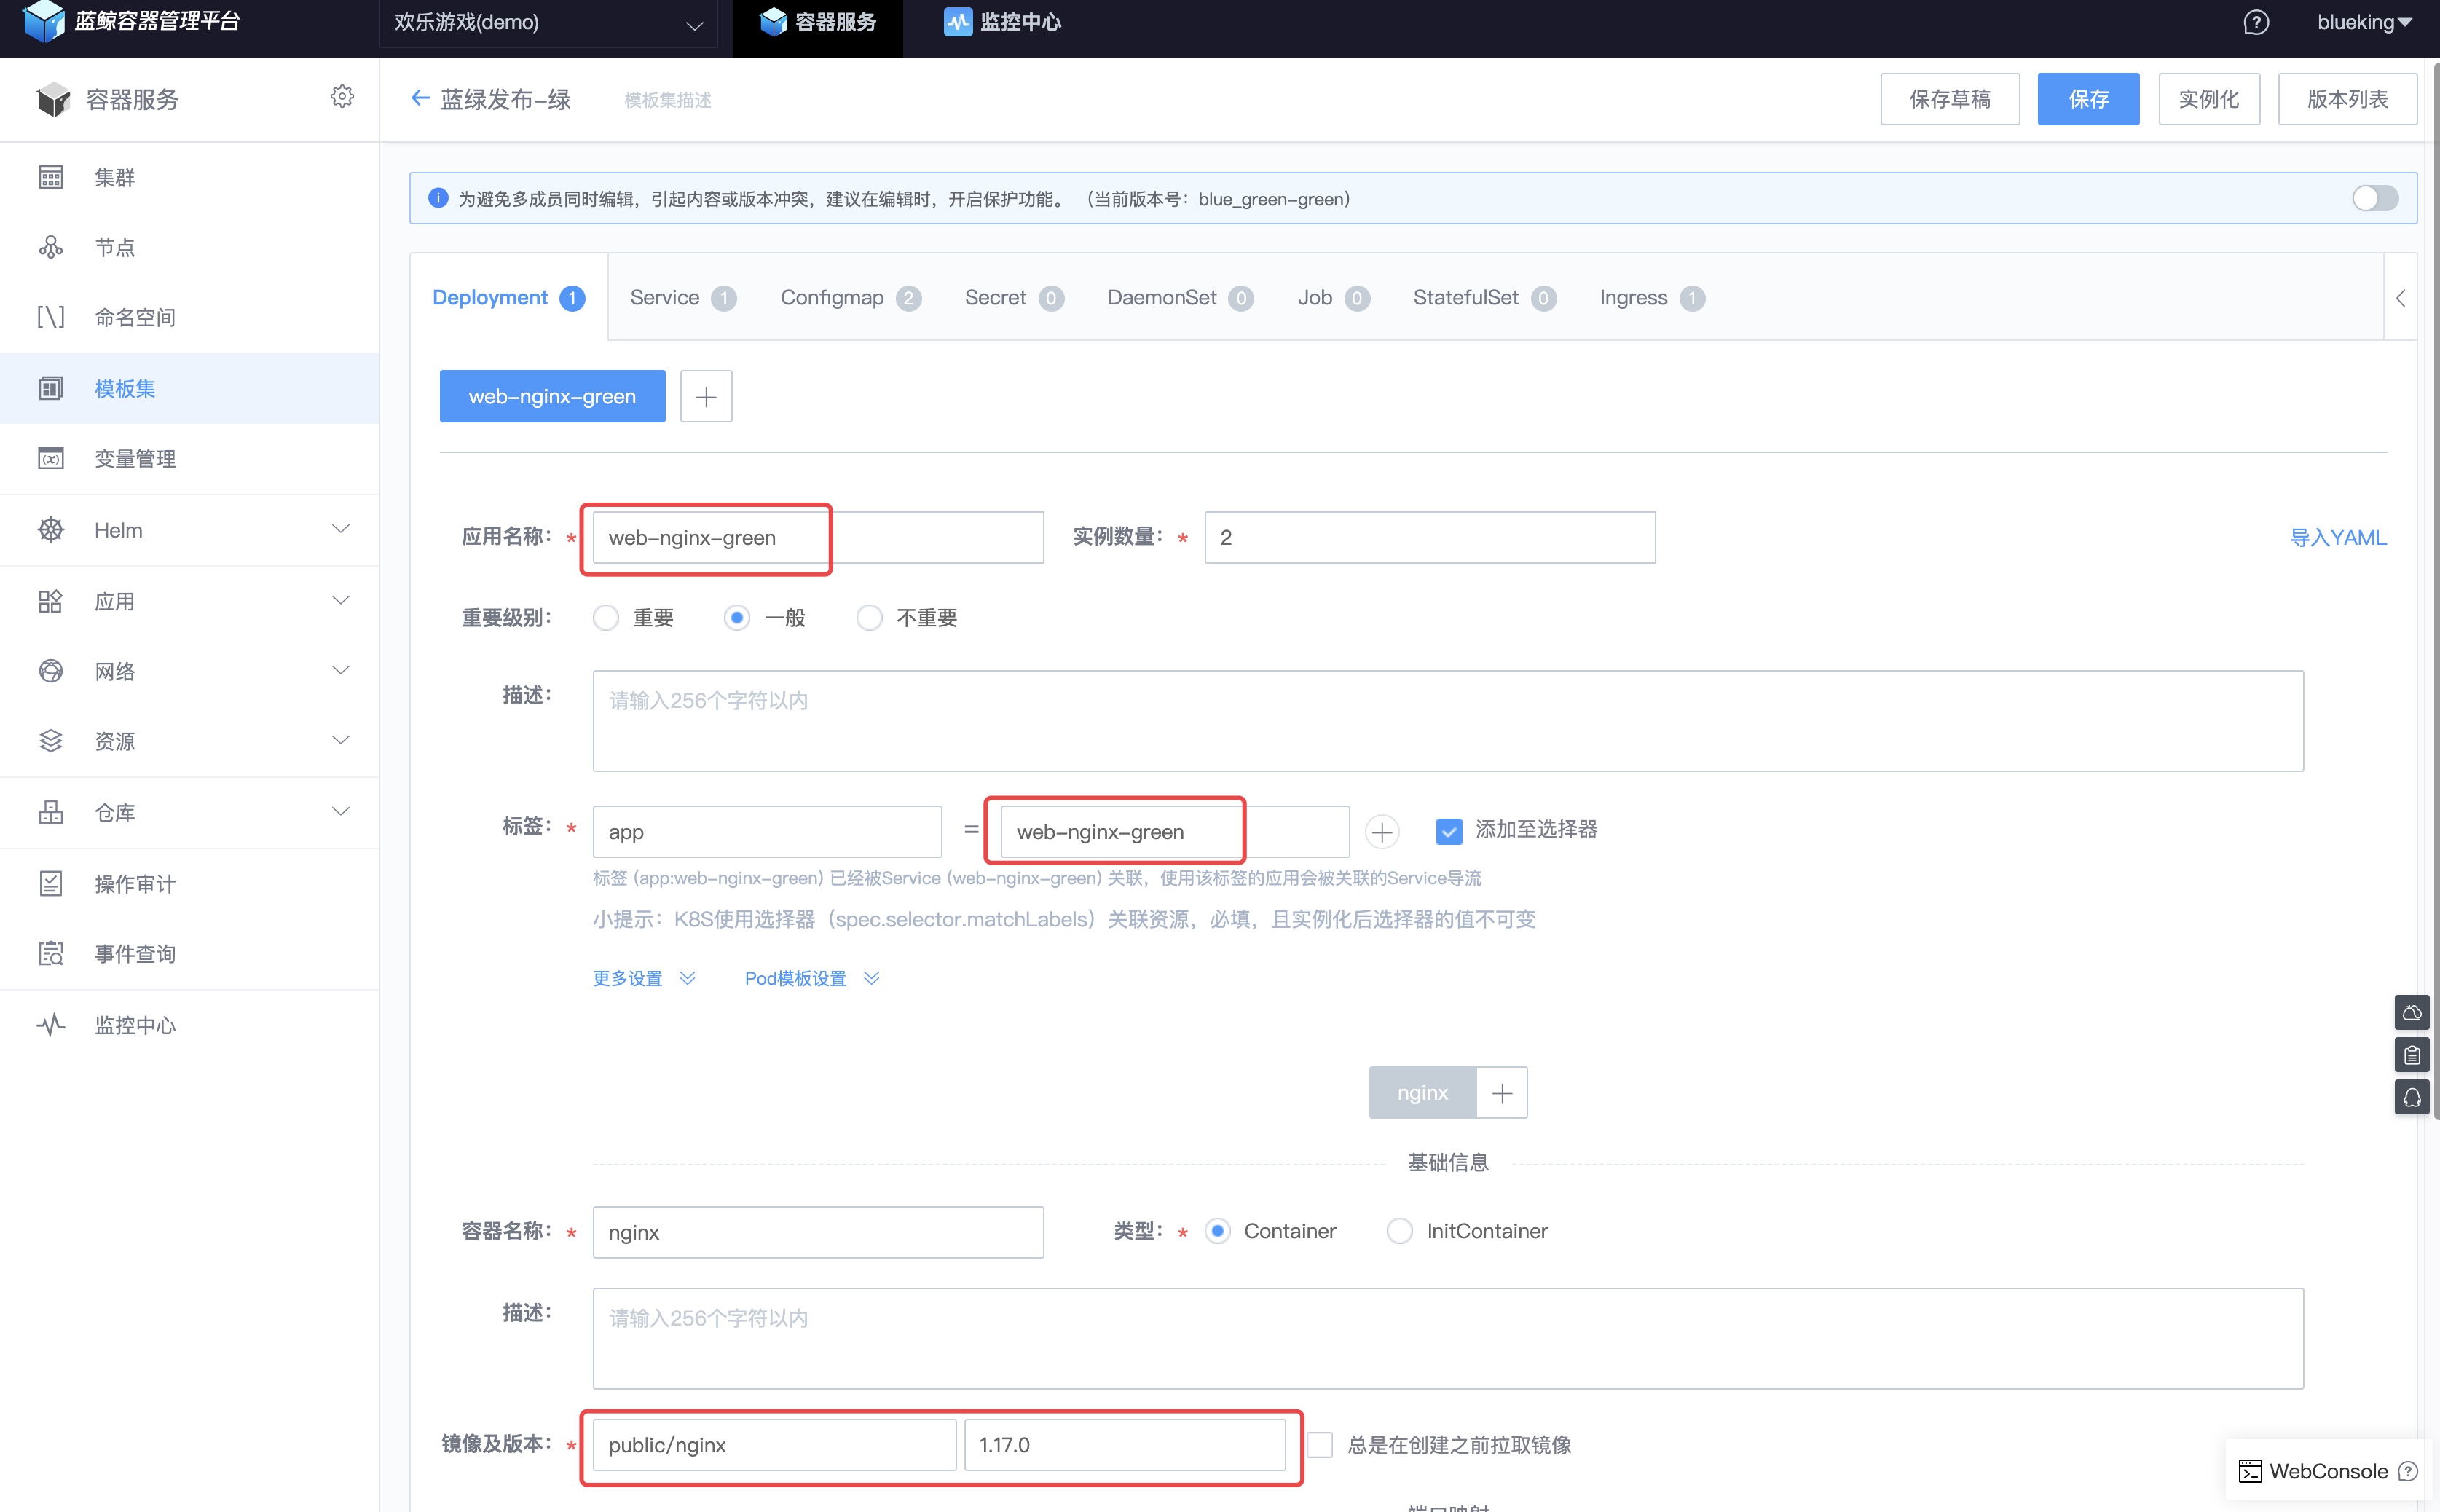 蓝鲸容器管理平台
欢乐游戏(demo)
容器服务
监控中心
blueking
容器服务
蓝绿发布-绿
模板集描述
保存草稿
保存
实例化
版本列表
集群
节点
命名空间
模板集
变量管理
Helm
应用
网络
资源
仓库
操作审计
事件查询
监控中心
为避免多成员同时编辑，引起内容或版本冲突，建议在编辑时，开启保护功能。 （当前版本号：blue_green-green）
Deployment 1
Service 1
Configmap 2
Secret 0
DaemonSet 0
Job 0
StatefulSet 0
Ingress 1
web-nginx-green
应用名称： * web-nginx-green
实例数量： * 2
导入YAML
重要级别： 重要 一般 不重要
描述： 请输入256个字符以内
标签： * app = web-nginx-green 添加至选择器
标签 (app:web-nginx-green) 已经被Service (web-nginx-green) 关联，使用该标签的应用会被关联的Service导流
小提示：K8S使用选择器（spec.selector.matchLabels）关联资源，必填，且实例化后选择器的值不可变
更多设置 Pod模板设置
nginx
基础信息
容器名称： * nginx
类型： * Container InitContainer
描述： 请输入256个字符以内
镜像及版本： * public/nginx 1.17.0 总是在创建之前拉取镜像
WebConsole